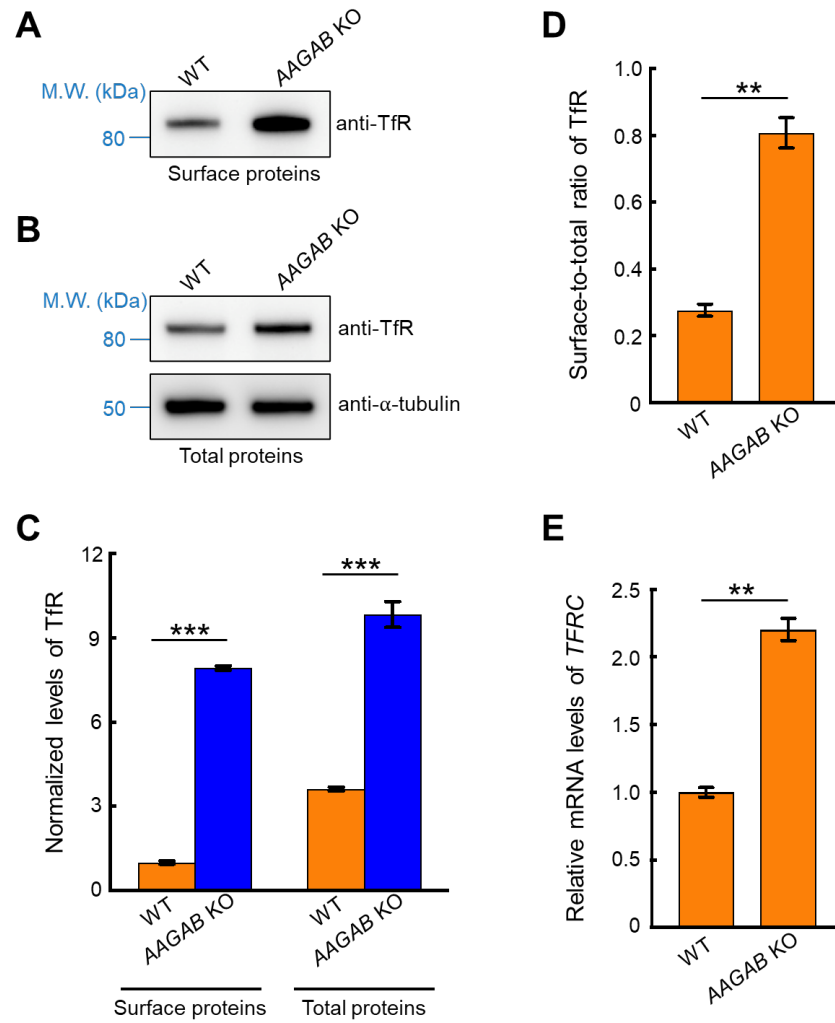 A
WT
AAGAB KO
M.W. (kDa)
80
anti-TfR
Surface proteins
B
WT
AAGAB KO
M.W. (kDa)
80
anti-TfR
50
anti-α-tubulin
Total proteins
C
Normalized levels of TfR
12
9
6
3
0
***
***
WT
AAGAB KO
WT
AAGAB KO
Surface proteins
Total proteins
D
Surface-to-total ratio of TfR
1.0
0.8
0.6
0.4
0.2
0
**
WT
AAGAB KO
E
Relative mRNA levels of TFRC
2.5
2.0
1.5
1.0
0.5
0
**
WT
AAGAB KO